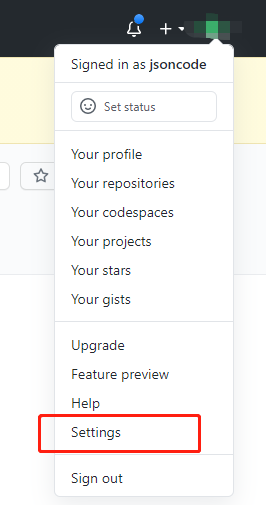 Signed in as jsoncode
Set status
Your profile
Your repositories
Your codespaces
Your projects
Your stars
Your gists
Upgrade
Feature preview
Help
Settings
Sign out